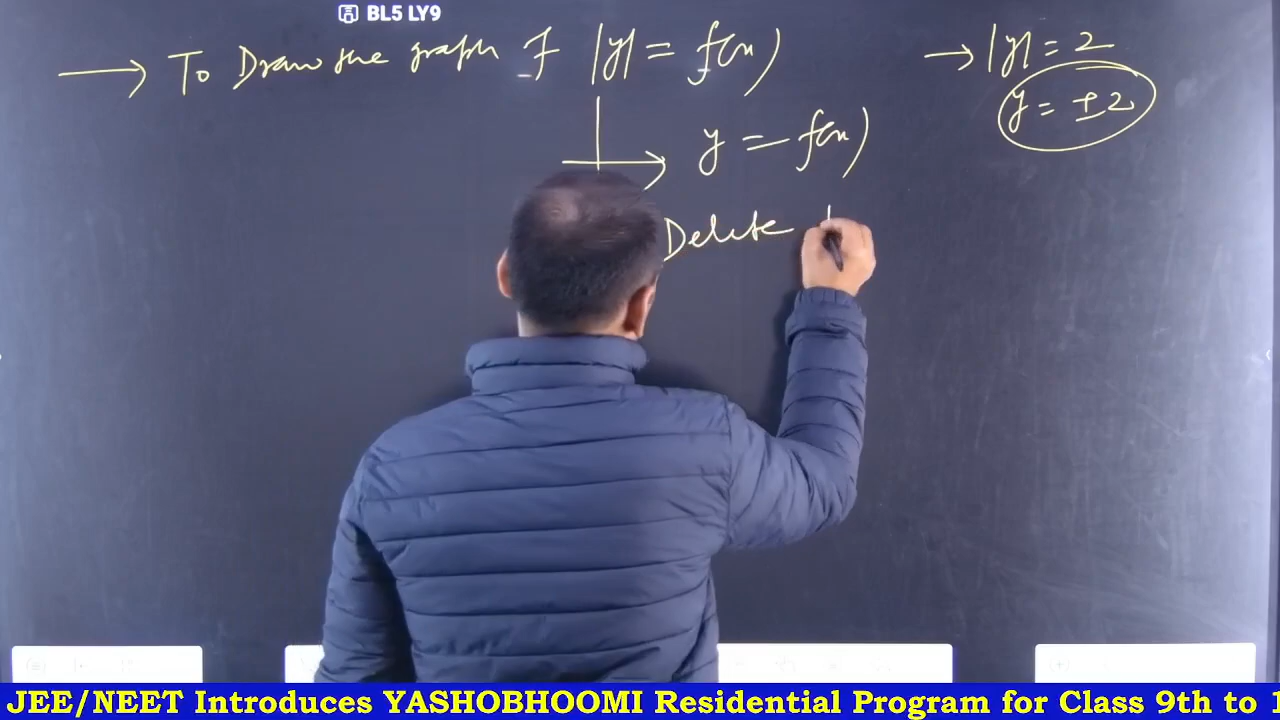 BL5 LY9
→ To Draw the graph of |y| = f(x)
→ |y| = 2
y = ±2
y = - f(x)
Delete
JEE/NEET Introduces YASHOBHOOMI Residential Program for Class 9th to 1